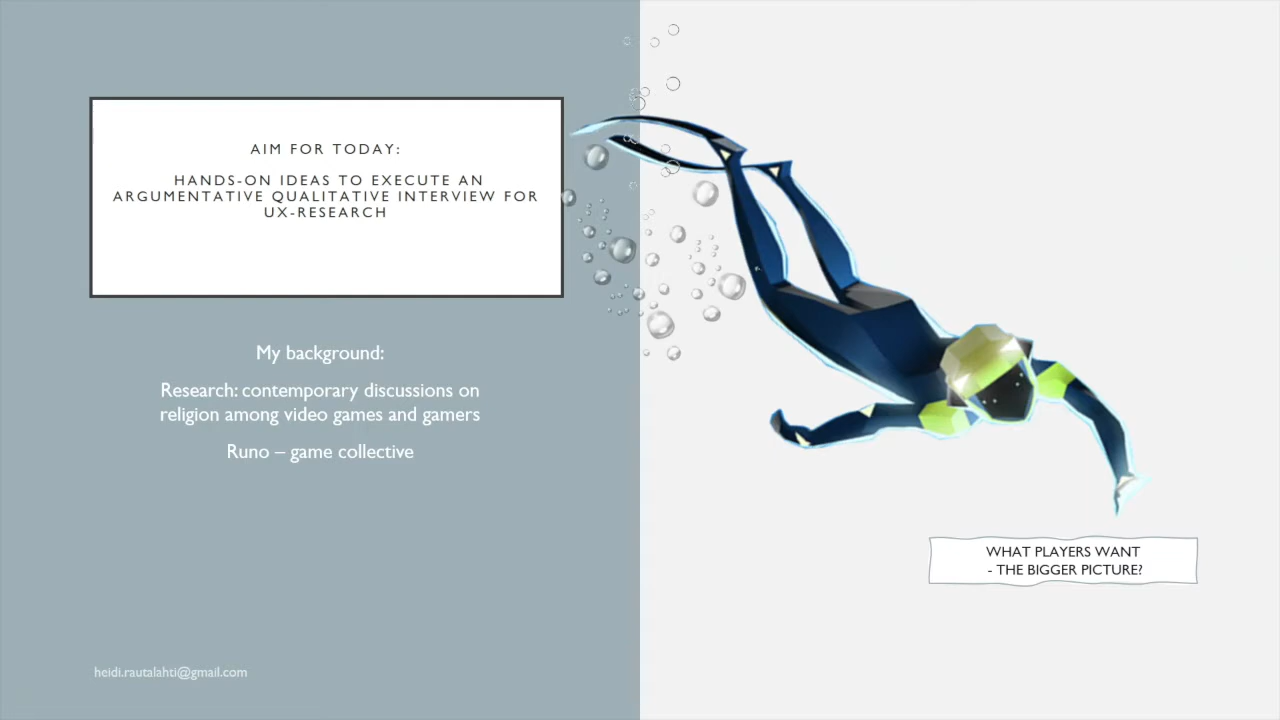 AIM FOR TODAY:
HANDS-ON IDEAS TO EXECUTE AN
ARGUMENTATIVE QUALITATIVE INTERVIEW FOR
UX-RESEARCH
My background:
Research: contemporary discussions on
religion among video games and gamers
Runo – game collective
WHAT PLAYERS WANT
- THE BIGGER PICTURE?
heidi.rautalahti@gmail.com